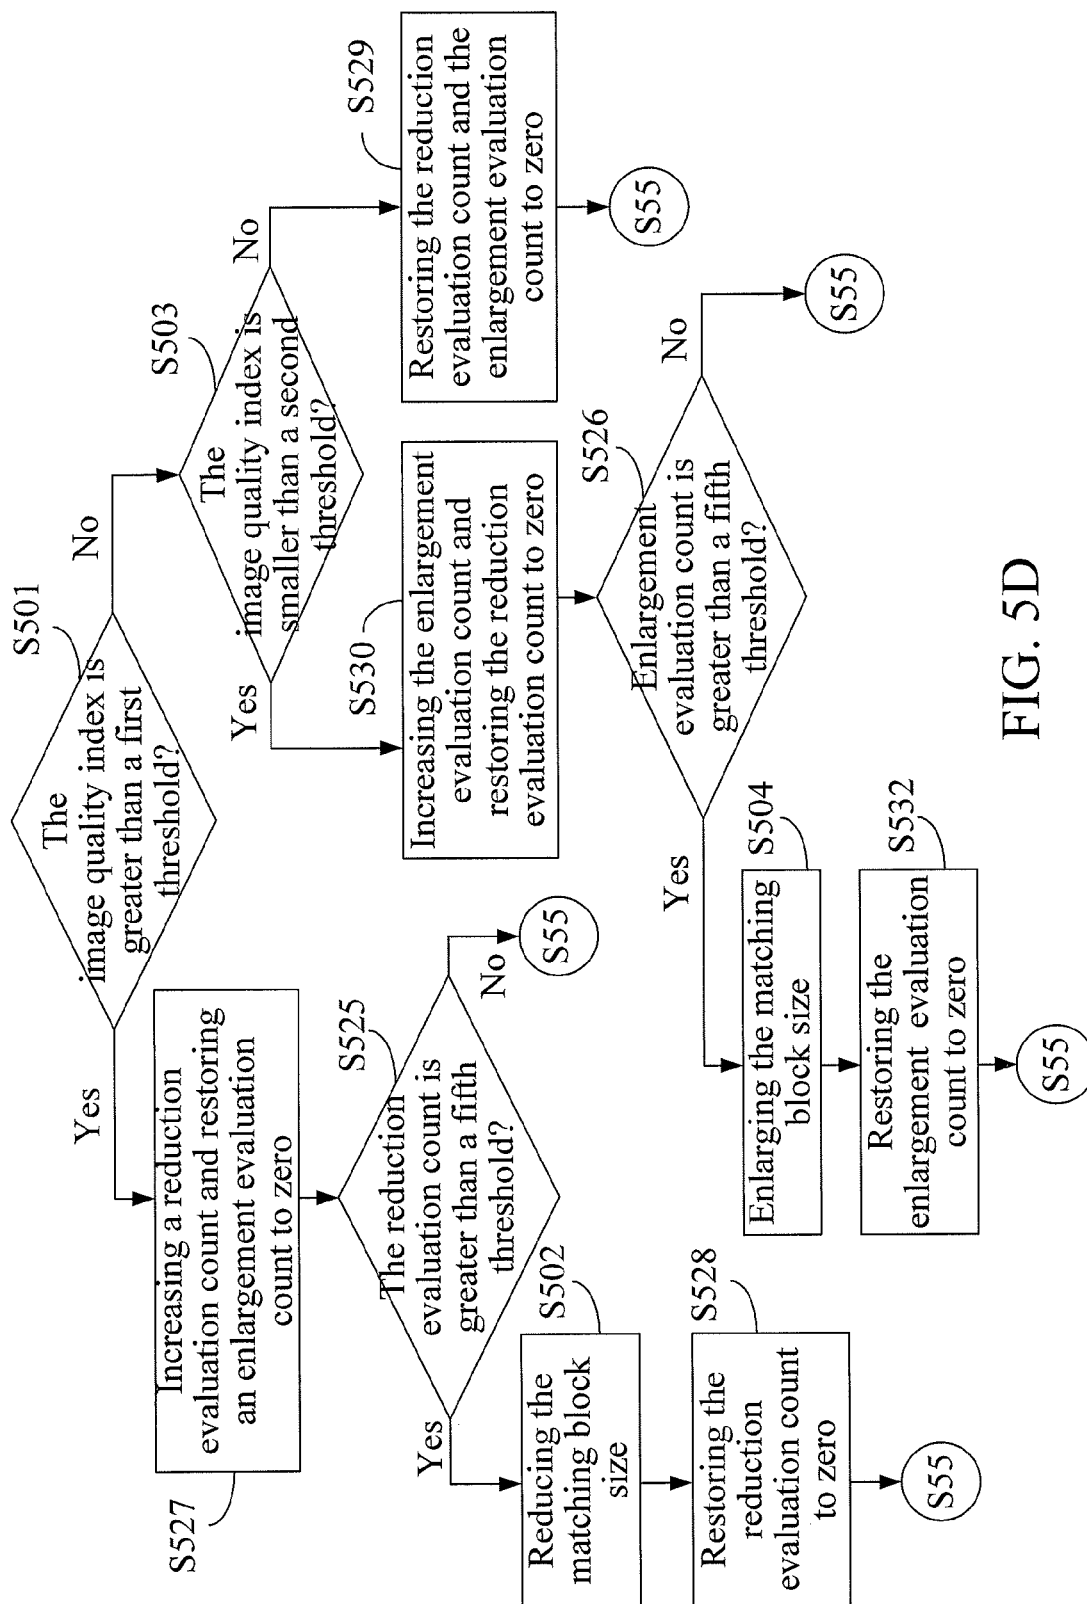 S501
The
image quality index is
greater than a first
threshold?
Yes
No
S527
Increasing a reduction
evaluation count and restoring
an enlargement evaluation
count to zero
S503
The
image quality index is
smaller than a second
threshold?
Yes
No
S525
The reduction
evaluation count is
greater than a fifth
threshold?
Yes
No
S55
S530
Increasing the enlargement
evaluation count and
restoring the reduction
evaluation count to zero
S529
Restoring the reduction
evaluation count and the
enlargement evaluation
count to zero
S55
S502
Reducing the
matching block
size
S528
Restoring the
reduction
evaluation count
to zero
S55
S526
Enlargement
evaluation count is
greater than a fifth
threshold?
Yes
No
S55
S504
Enlarging the matching
block size
S532
Restoring the
enlargement evaluation
count to zero
S55
FIG. 5D